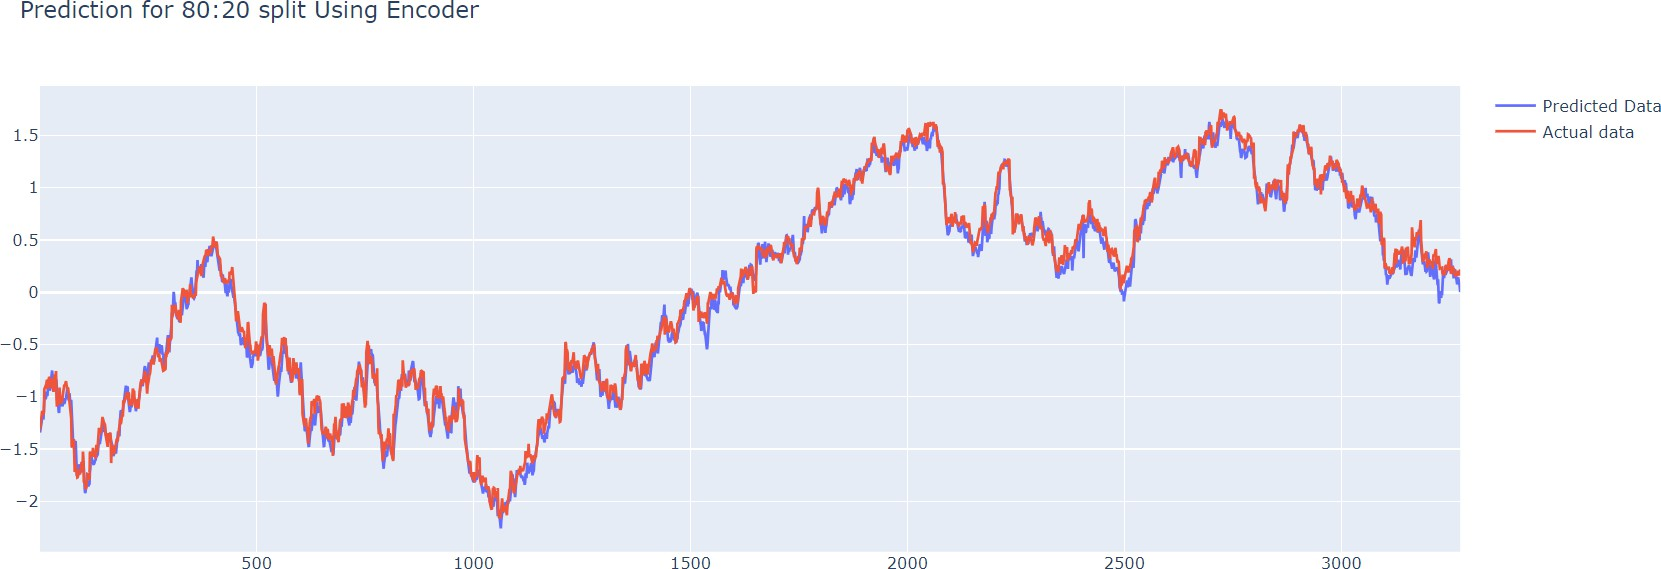 Prediction for 80:20 split Using Encoder
Predicted Data
Actual data
1.5
1
0.5
0
−0.5
−1
−1.5
−2
500 1000 1500 2000 2500 3000